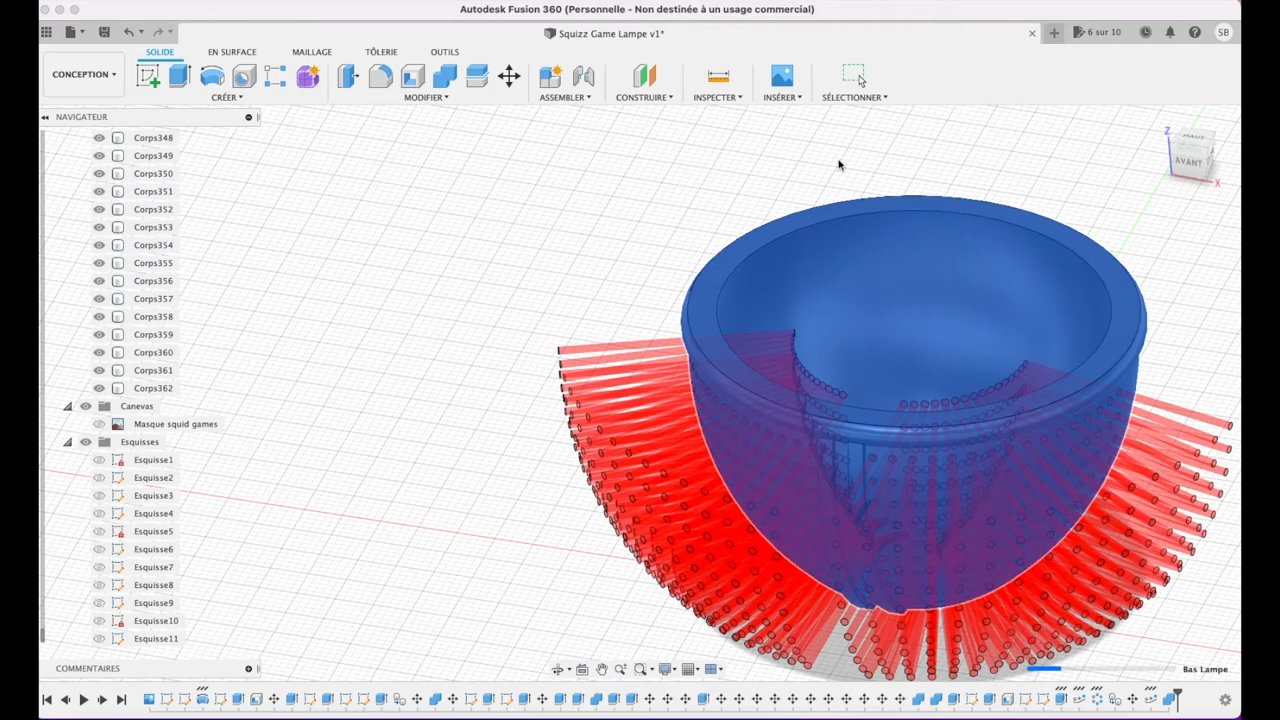 Autodesk Fusion 360 (Personnelle - Non destinée à un usage commercial)
Squizz Game Lampe v1*
6 sur 10
SB
SOLIDE
EN SURFACE
MAILLAGE
TÔLERIE
OUTILS
CONCEPTION
CRÉER
MODIFIER
ASSEMBLER
CONSTRUIRE
INSPECTER
INSÉRER
SÉLECTIONNER
NAVIGATEUR
Corps348
Corps349
Corps350
Corps351
Corps352
Corps353
Corps354
Corps355
Corps356
Corps357
Corps358
Corps359
Corps360
Corps361
Corps362
Canevas
Masque squid games
Esquisses
Esquisse1
Esquisse2
Esquisse3
Esquisse4
Esquisse5
Esquisse6
Esquisse7
Esquisse8
Esquisse9
Esquisse10
Esquisse11
Z
HAUT
AVANT
X
COMMENTAIRES
Bas Lampe